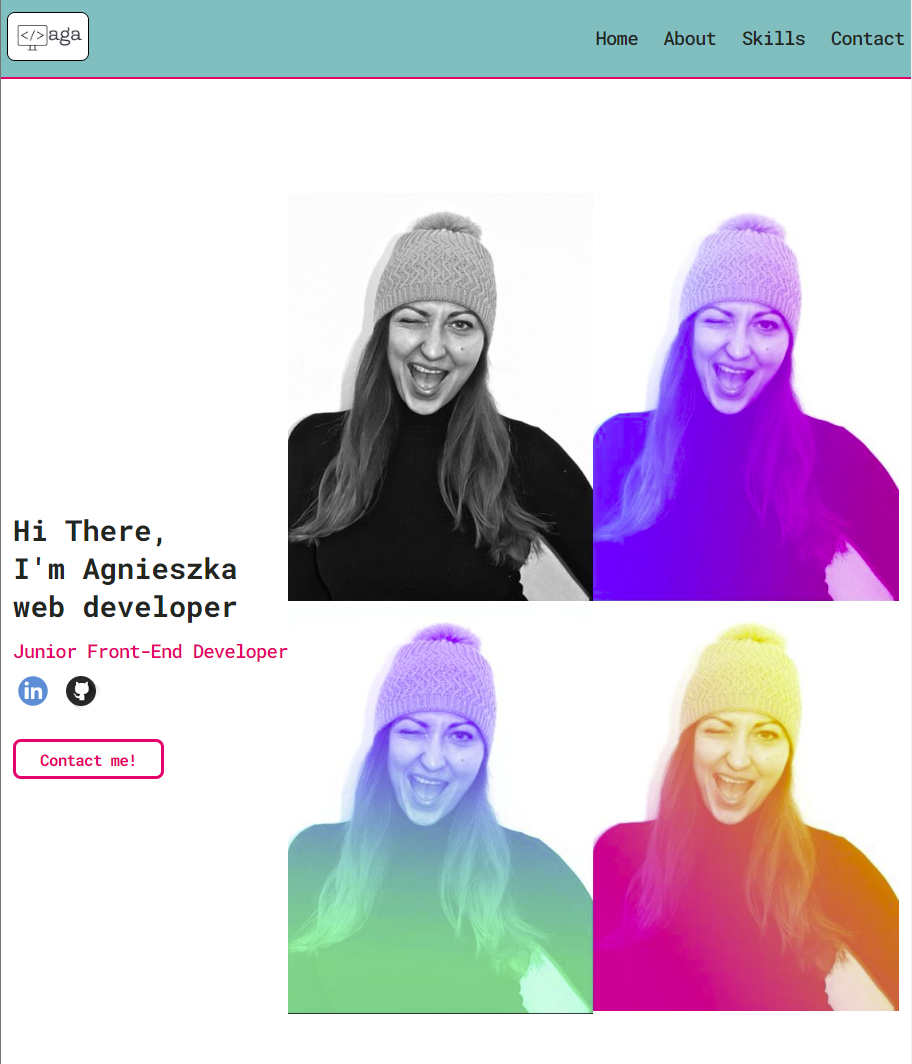 </>aga
Home About Skills Contact
Hi There,
I'm Agnieszka
web developer
Junior Front-End Developer
in
Contact me!